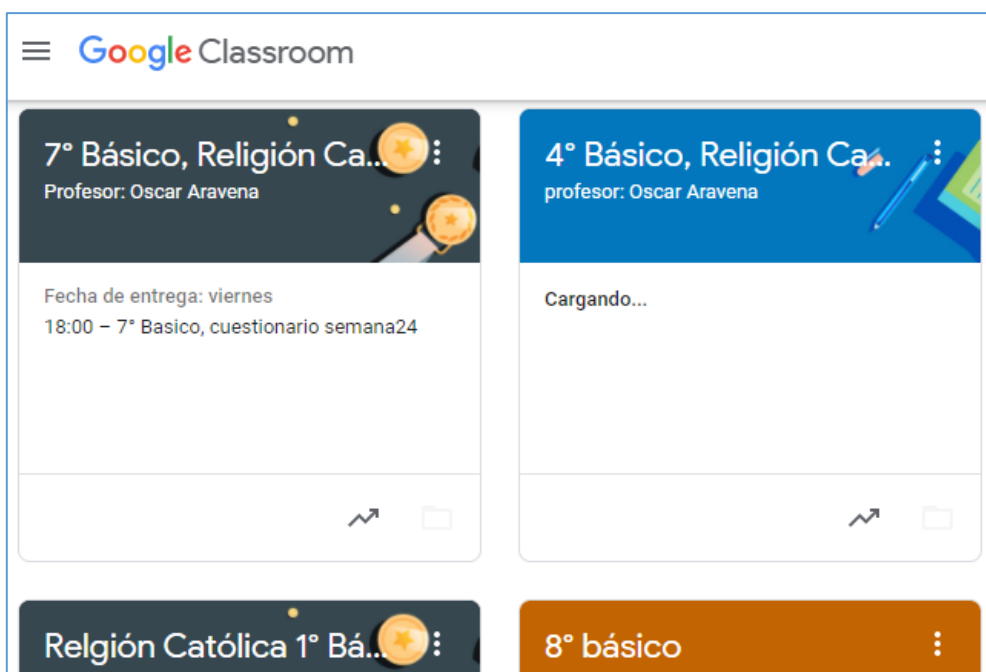 Google Classroom
7° Básico, Religión Ca...
Profesor: Oscar Aravena
Fecha de entrega: viernes
18:00 – 7° Basico, cuestionario semana24
4° Básico, Religión Ca...
profesor: Oscar Aravena
Cargando...
Relgión Católica 1° Bá...
8° básico